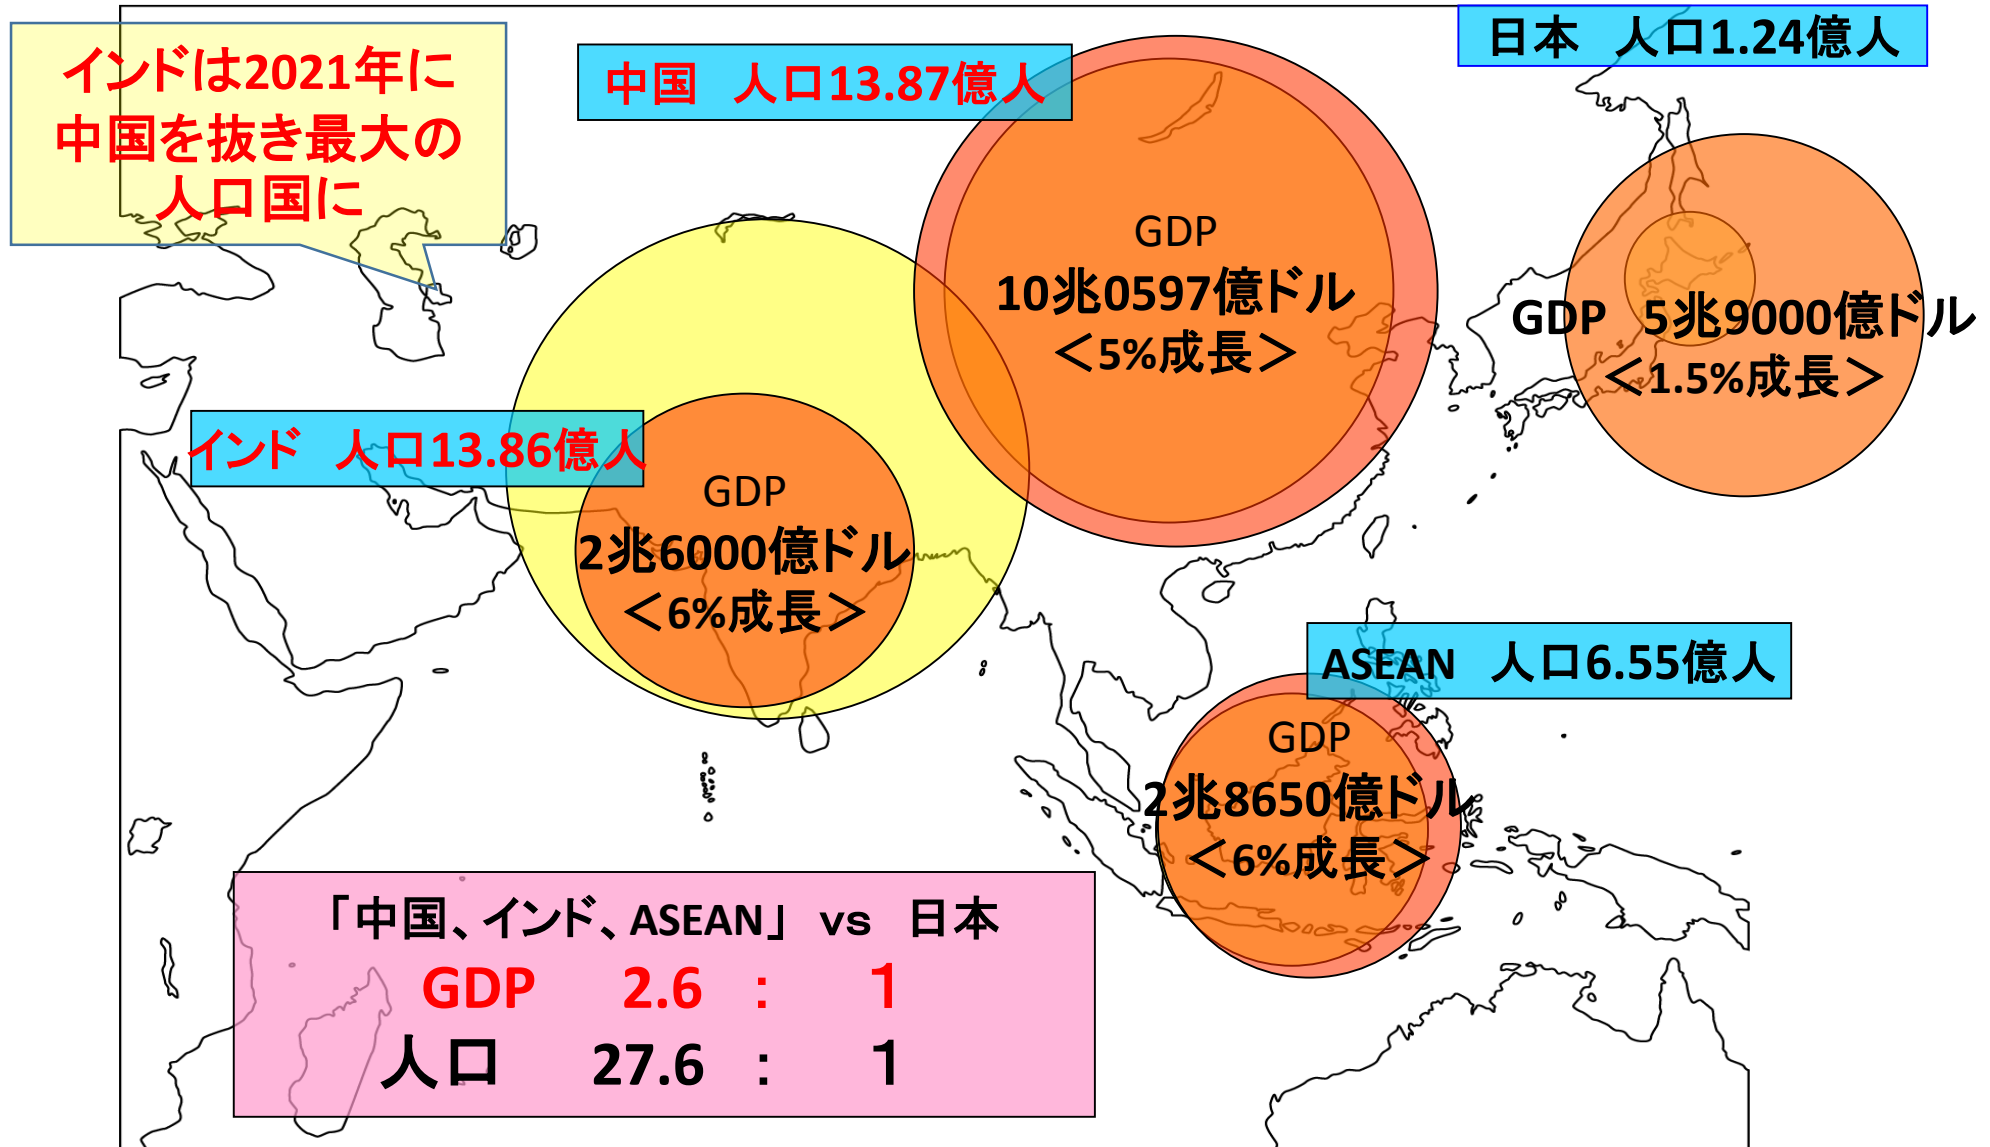 インドは2021年に
中国を抜き最大の
人口国に
中国　人口13.87億人
日本　人口1.24億人
GDP
10兆0597億ドル
＜5%成長＞
GDP　5兆9000億ドル
＜1.5%成長＞
インド　人口13.86億人
GDP
2兆6000億ドル
＜6%成長＞
ASEAN　人口6.55億人
GDP
2兆8650億ドル
＜6%成長＞
「中国、インド、ASEAN」 vs　日本
GDP　2.6　：　1
人口　27.6　：　1